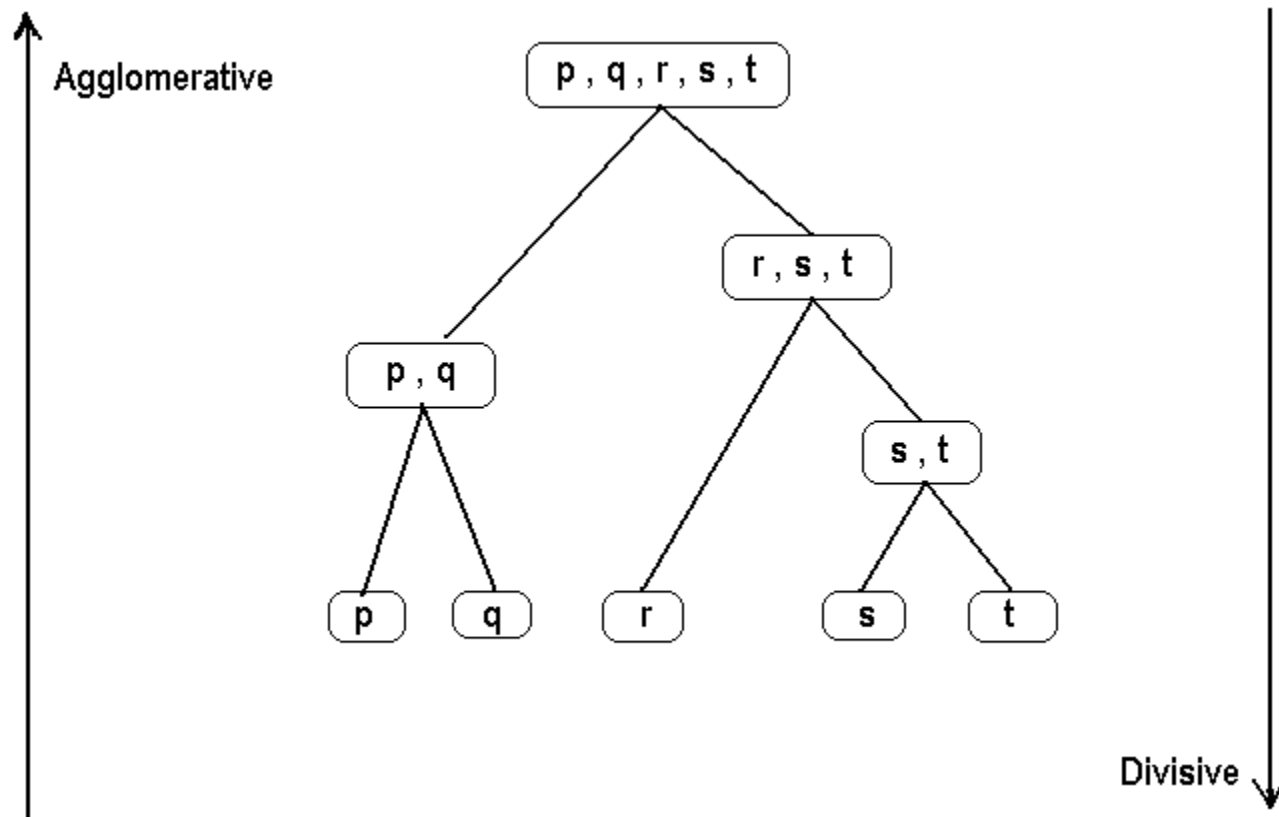 Agglomerative
p , q , r , s , t
r , s , t
p , q
s , t
p
q
r
s
t
Divisive